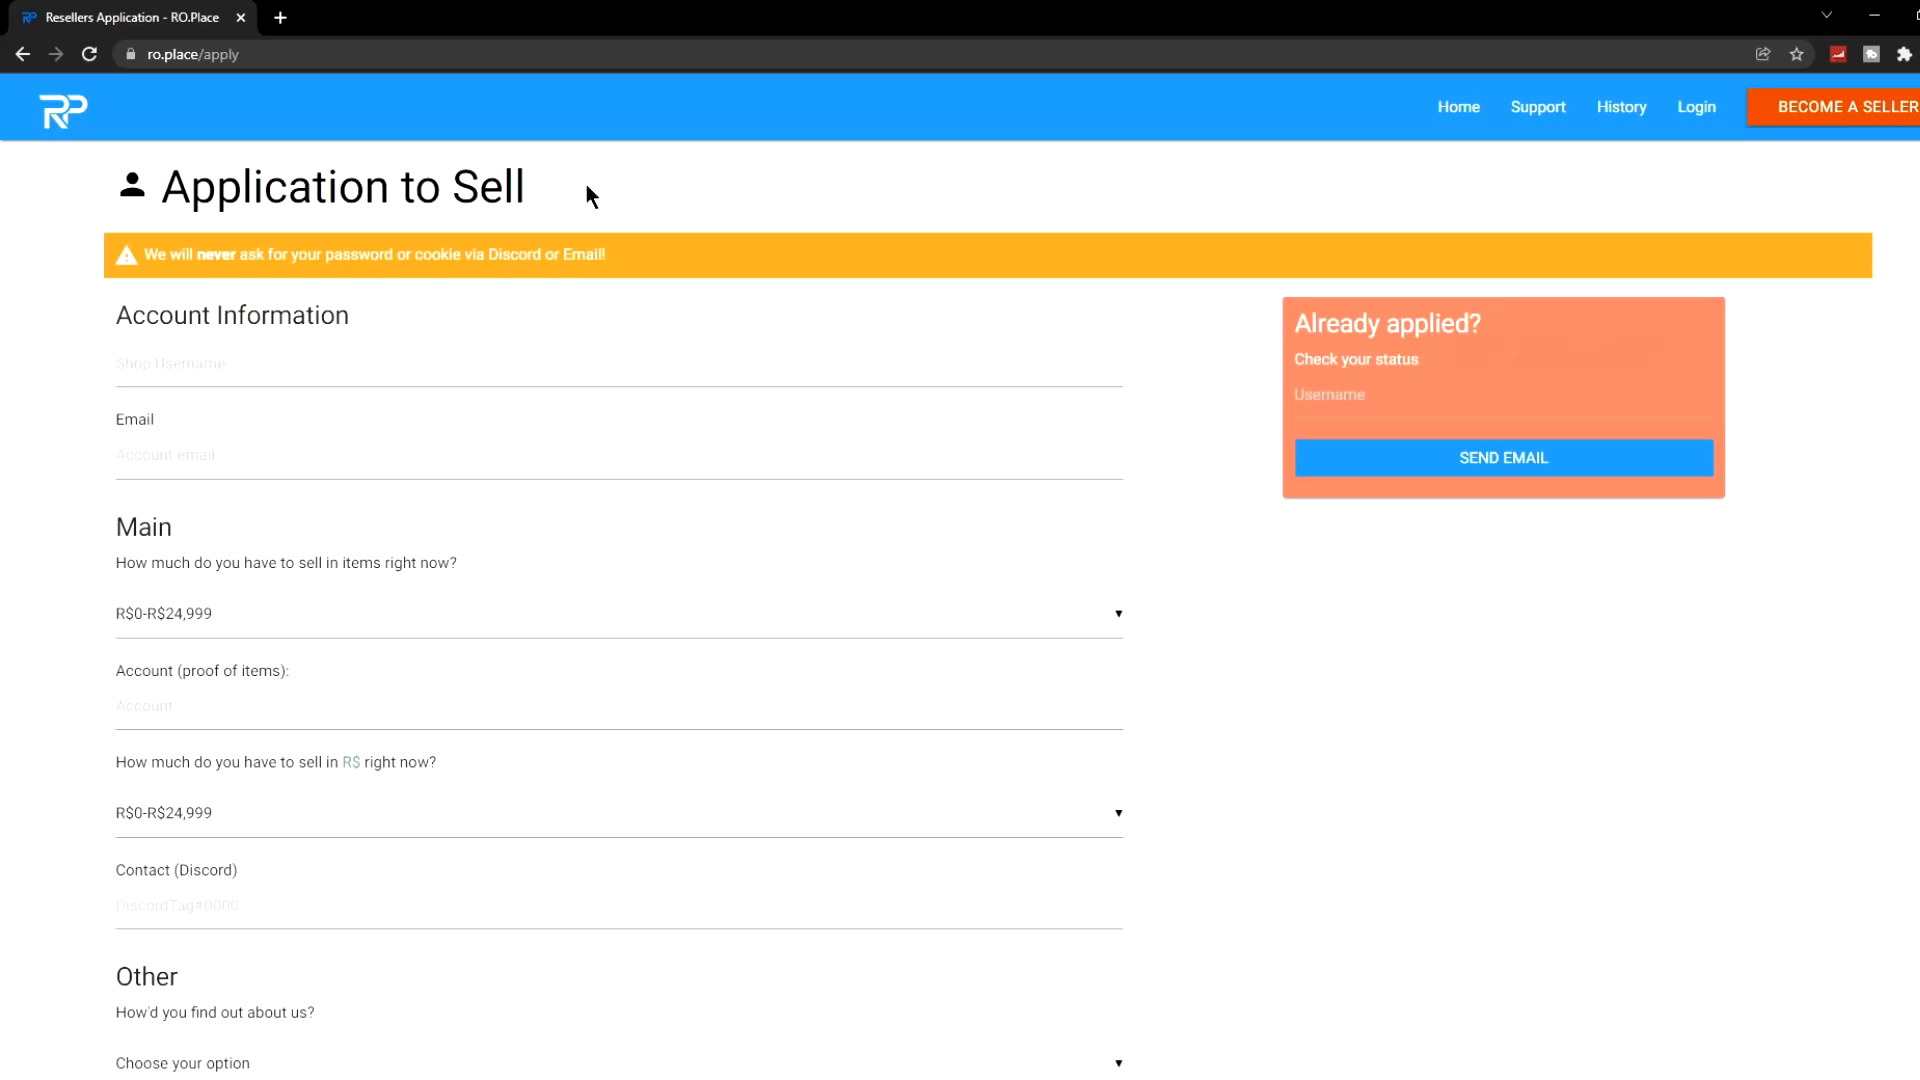 Resellers Application - RO.Place
ro.place/apply
RP
Home Support History Login BECOME A SELLER
Application to Sell
We will never ask for your password or cookie via Discord or Email!
Account Information
Shop Username
Email
Account email
Main
How much do you have to sell in items right now?
R$0-R$24,999
Account (proof of items):
Account
How much do you have to sell in R$ right now?
R$0-R$24,999
Contact (Discord)
DiscordTag#0000
Other
How'd you find out about us?
Choose your option
Already applied?
Check your status
Username
SEND EMAIL